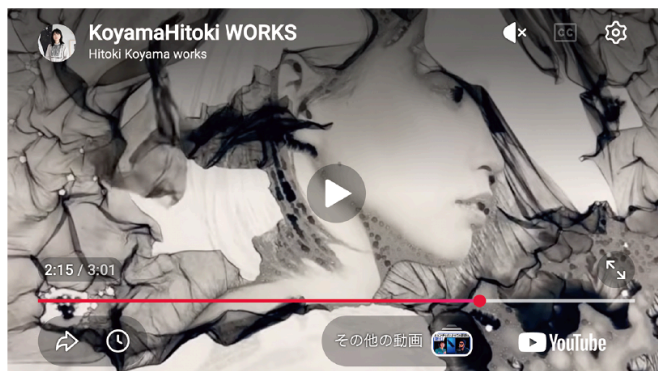 KoyamaHitoki WORKS
Hitoki Koyama works
CC
2:15 / 3:01
その他の動画
YouTube